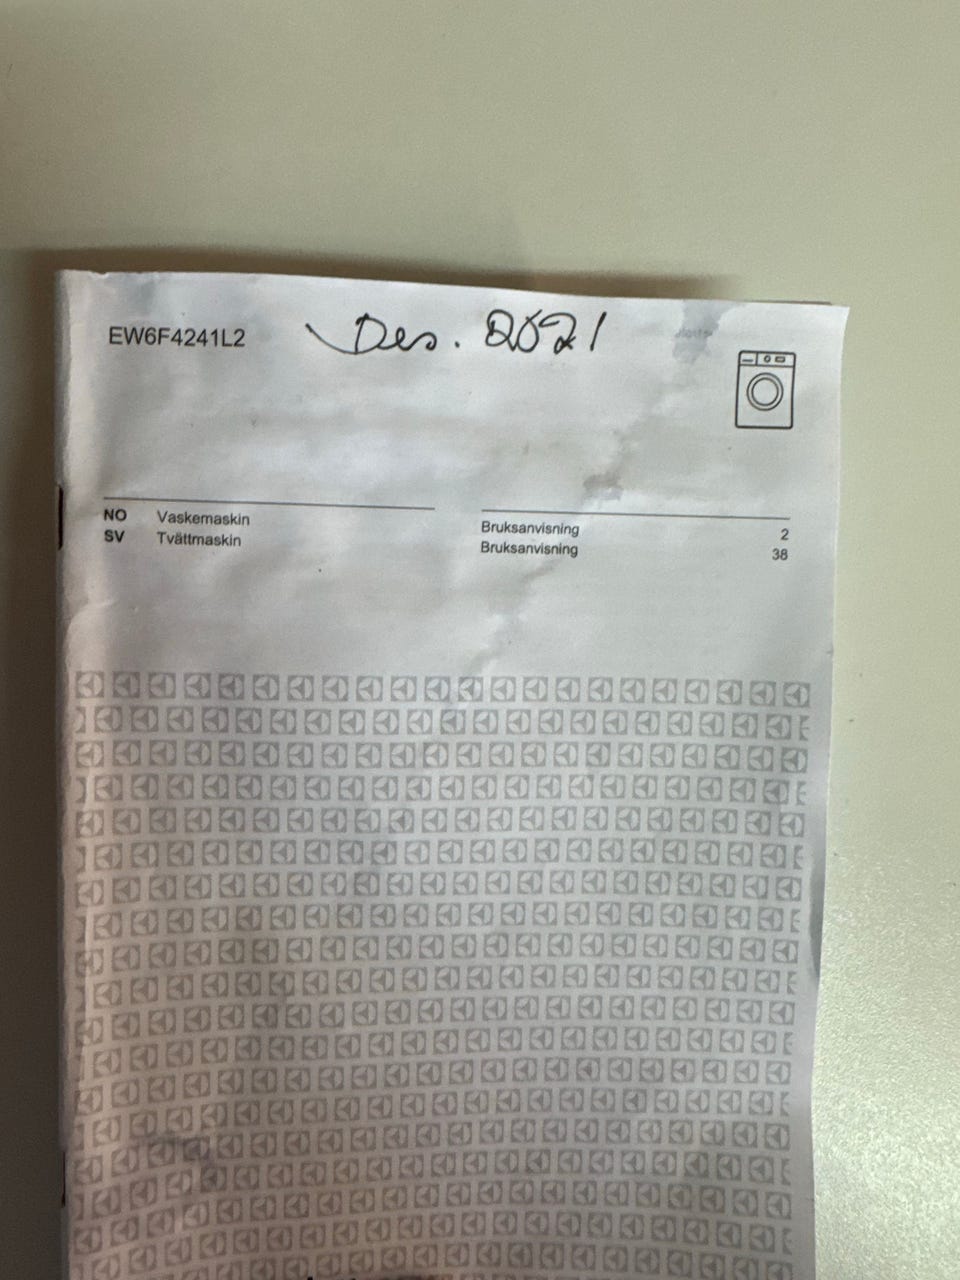 EW6F4241L2 Des. 2021
NO Vaskemaskin Bruksanvisning 2
SV Tvättmaskin Bruksanvisning 38